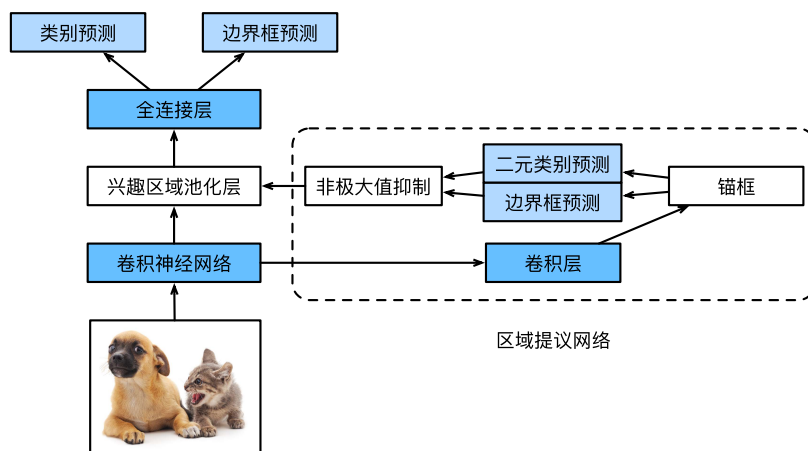 类别预测
边界框预测
全连接层
兴趣区域池化层
非极大值抑制
二元类别预测
边界框预测
锚框
卷积神经网络
卷积层
区域提议网络